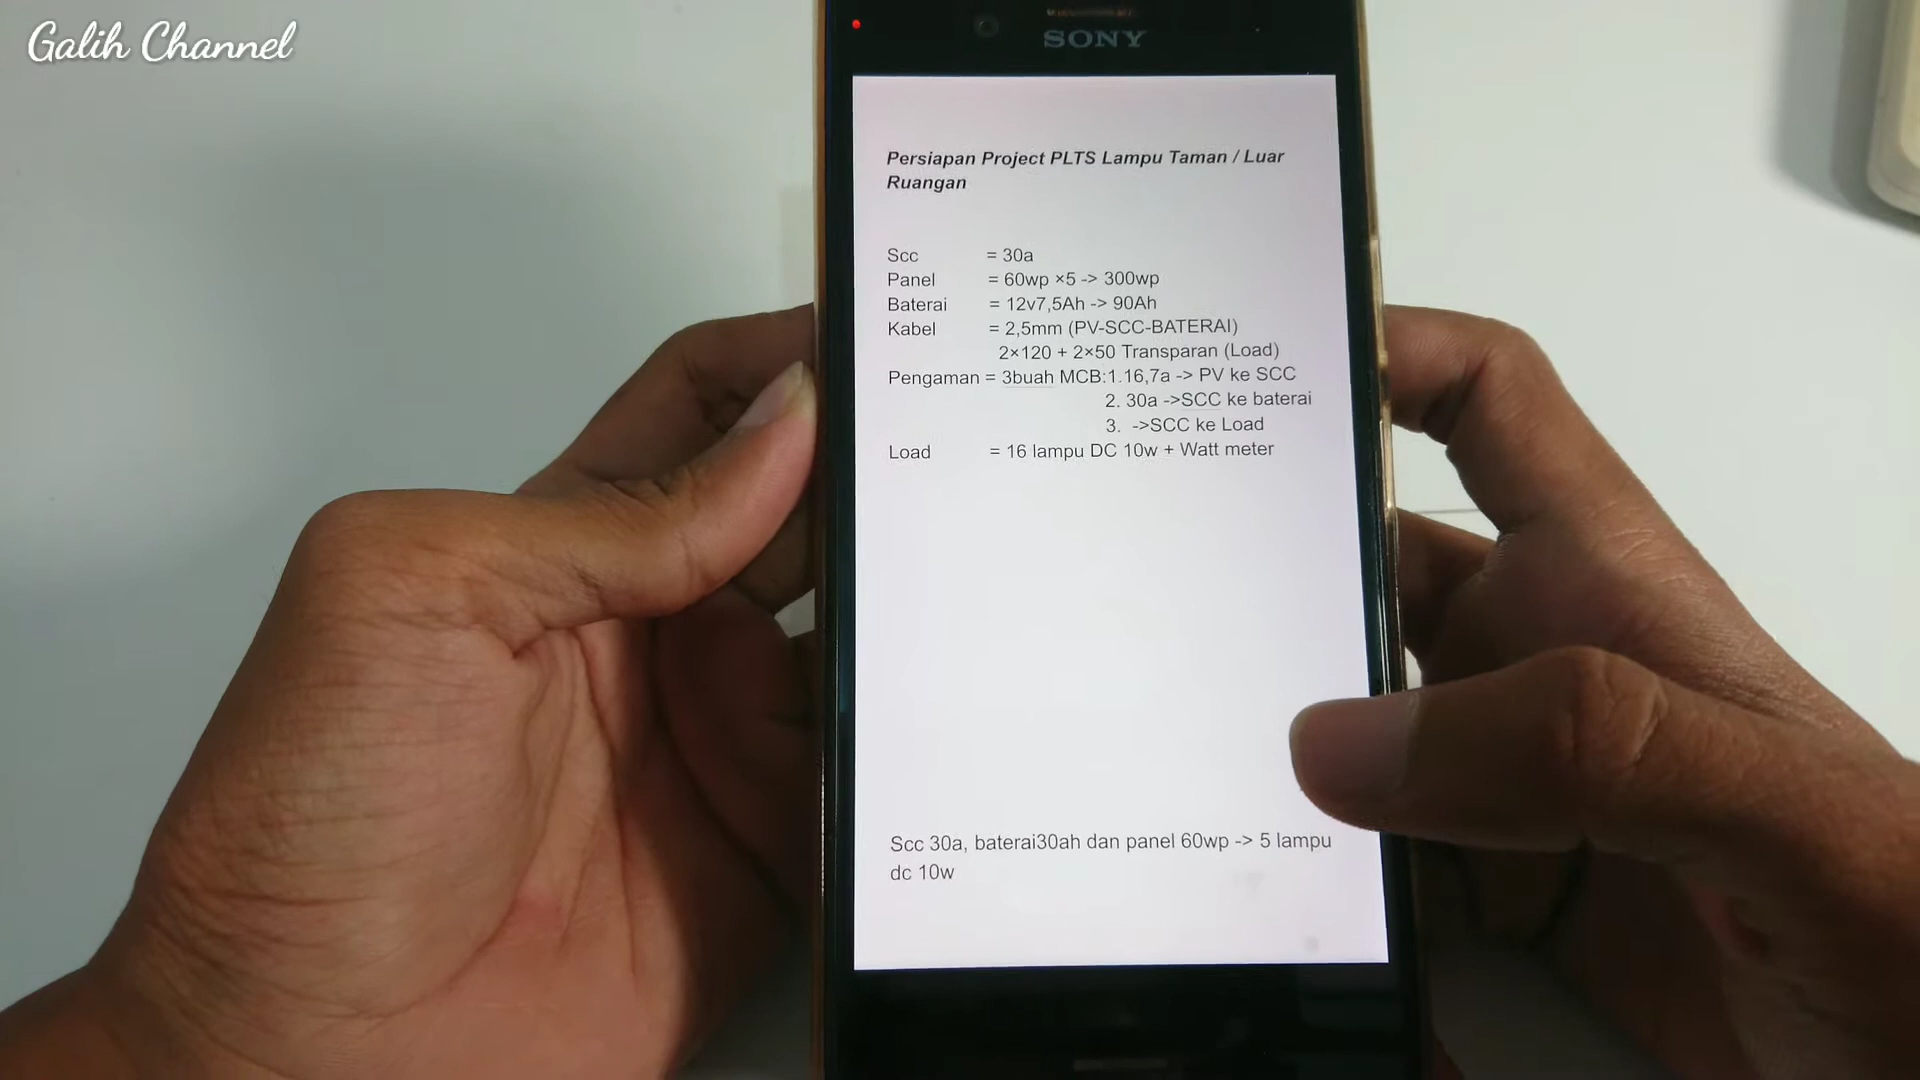 Galih Channel
SONY
Persiapan Project PLTS Lampu Taman / Luar
Ruangan
Scc = 30a
Panel = 60wp ×5 -> 300wp
Baterai = 12v7,5Ah -> 90Ah
Kabel = 2,5mm (PV-SCC-BATERAI)
2×120 + 2×50 Transparan (Load)
Pengaman = 3buah MCB:1.16,7a -> PV ke SCC
2. 30a ->SCC ke baterai
3. ->SCC ke Load
Load = 16 lampu DC 10w + Watt meter
Scc 30a, baterai30ah dan panel 60wp -> 5 lampu
dc 10w